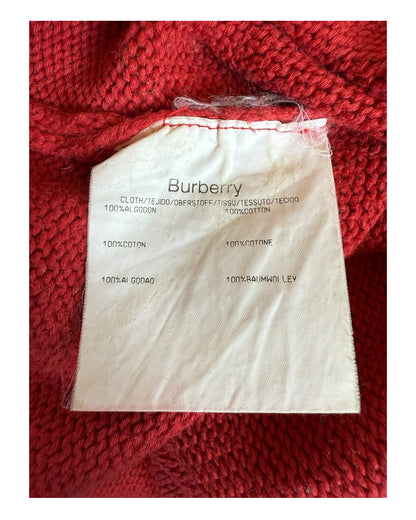 Burberry
CLOTH/TEJIDO/OBERSTOFF/TISSU/TESSUTO/TECIDO
100%ALGODON 100%COTTON
100%COTON 100%COTONE
100%ALGODAO 100%BAUMWOLLEY